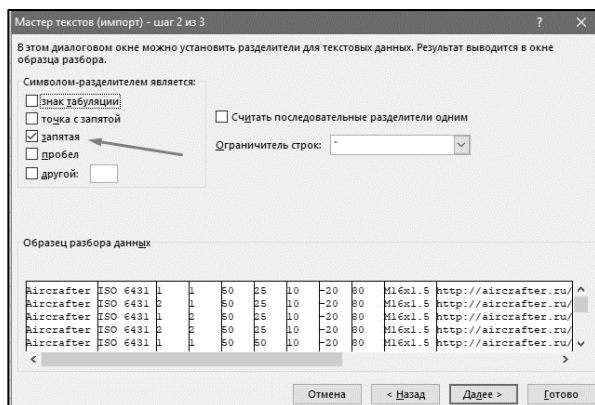 Мастер текстов (импорт) - шаг 2 из 3 ? ×
В этом диалоговом окне можно установить разделители для текстовых данных. Результат выводится в окне
образца разбора.
Символом-разделителем является:
знак табуляции
точка с запятой
запятая
пробел
другой:
Считать последовательные разделители одним
Ограничитель строк: "
Образец разбора данных
Aircrafter ISO 6431 1 1 50 25 10 -20 80 M16x1.5 http://aircrafter.ru/
Aircrafter ISO 6431 2 1 50 25 10 -20 80 M16x1.5 http://aircrafter.ru/
Aircrafter ISO 6431 1 2 50 25 10 -20 80 M16x1.5 http://aircrafter.ru/
Aircrafter ISO 6431 2 2 50 25 10 -20 80 M16x1.5 http://aircrafter.ru/
Aircrafter ISO 6431 1 1 50 50 10 -20 80 M16x1.5 http://aircrafter.ru/
Отмена < Назад Далее > Готово